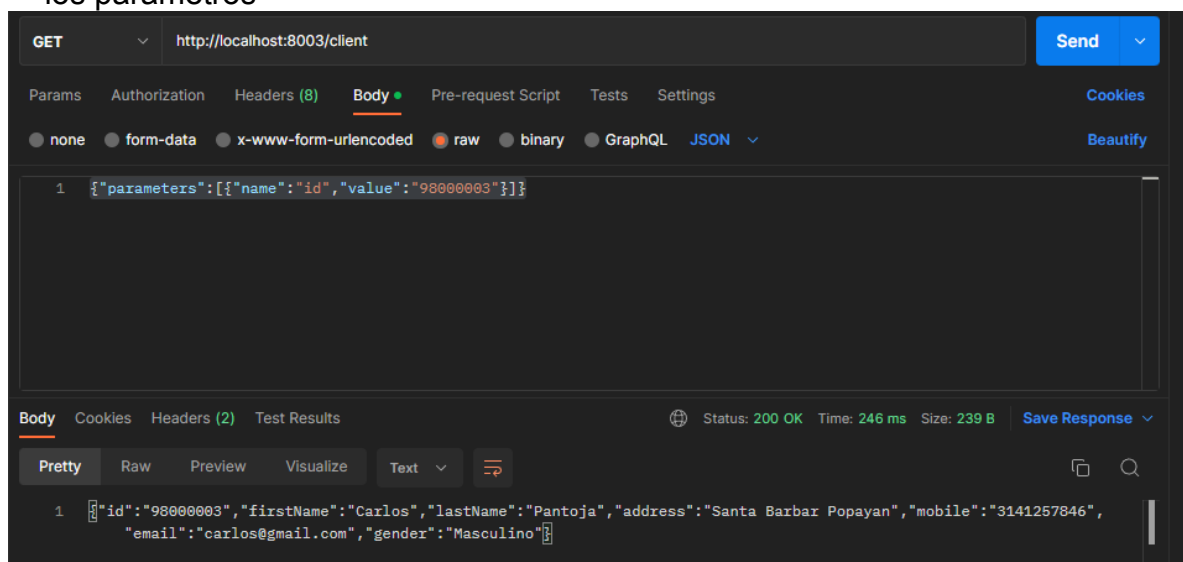 los parámetros
GET http://localhost:8003/client Send
Params Authorization Headers (8) Body Pre-request Script Tests Settings Cookies
none form-data x-www-form-urlencoded raw binary GraphQL JSON Beautify
1 {"parameters":[{"name":"id","value":"98000003"}]}
Body Cookies Headers (2) Test Results Status: 200 OK Time: 246 ms Size: 239 B Save Response
Pretty Raw Preview Visualize Text
1 {"id":"98000003","firstName":"Carlos","lastName":"Pantoja","address":"Santa Barbar Popayan","mobile":"3141257846",
"email":"carlos@gmail.com","gender":"Masculino"}